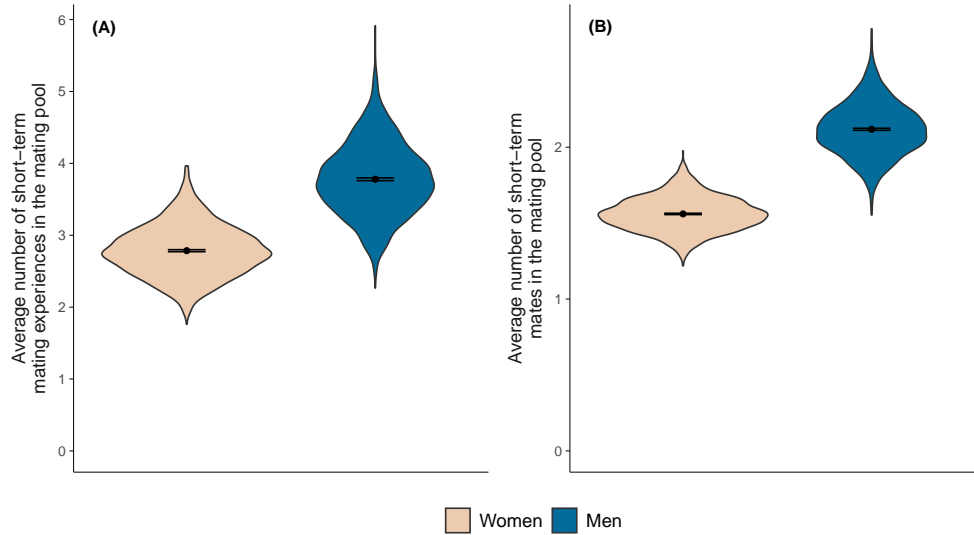 (A)
Average number of short−term
mating experiences in the mating pool
6
5
4
3
2
1
0
(B)
Average number of short−term
mates in the mating pool
2
1
0
Women
Men